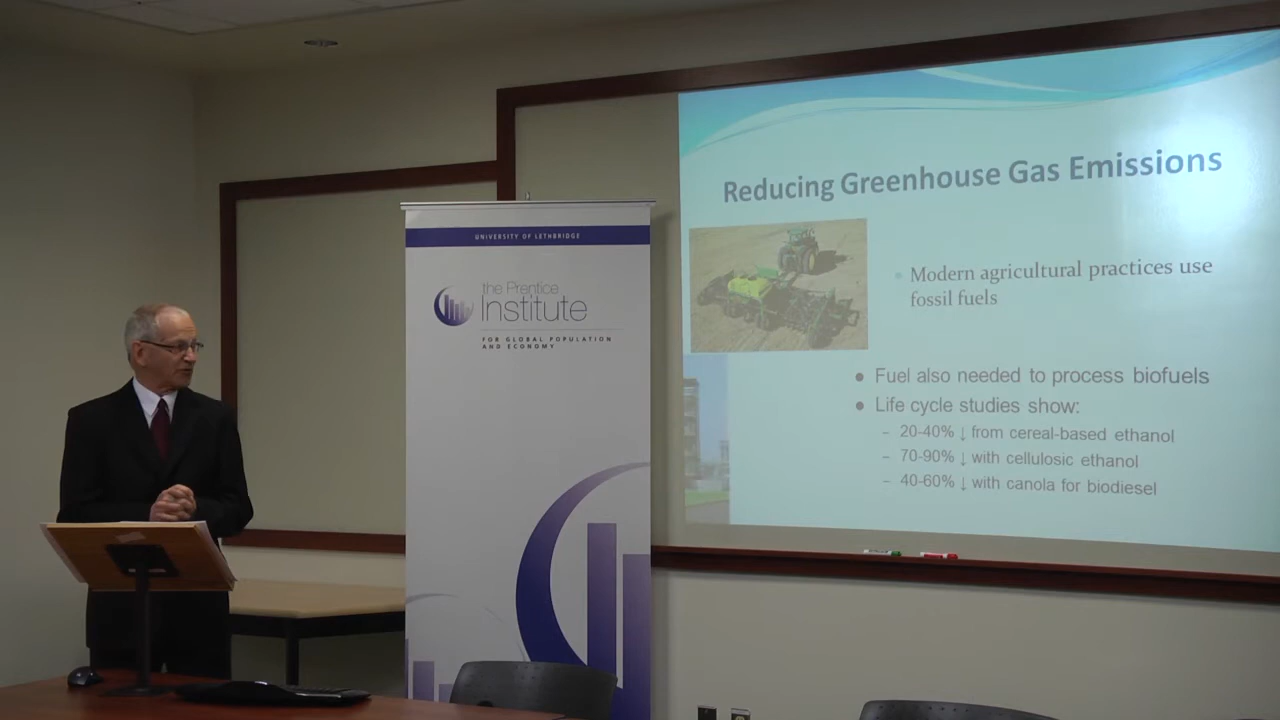 UNIVERSITY OF LETHBRIDGE
the Prentice
Institute
FOR GLOBAL POPULATION
AND ECONOMY
Reducing Greenhouse Gas Emissions
Modern agricultural practices use
fossil fuels
● Fuel also needed to process biofuels
● Life cycle studies show:
– 20-40% ↓ from cereal-based ethanol
– 70-90% ↓ with cellulosic ethanol
– 40-60% ↓ with canola for biodiesel